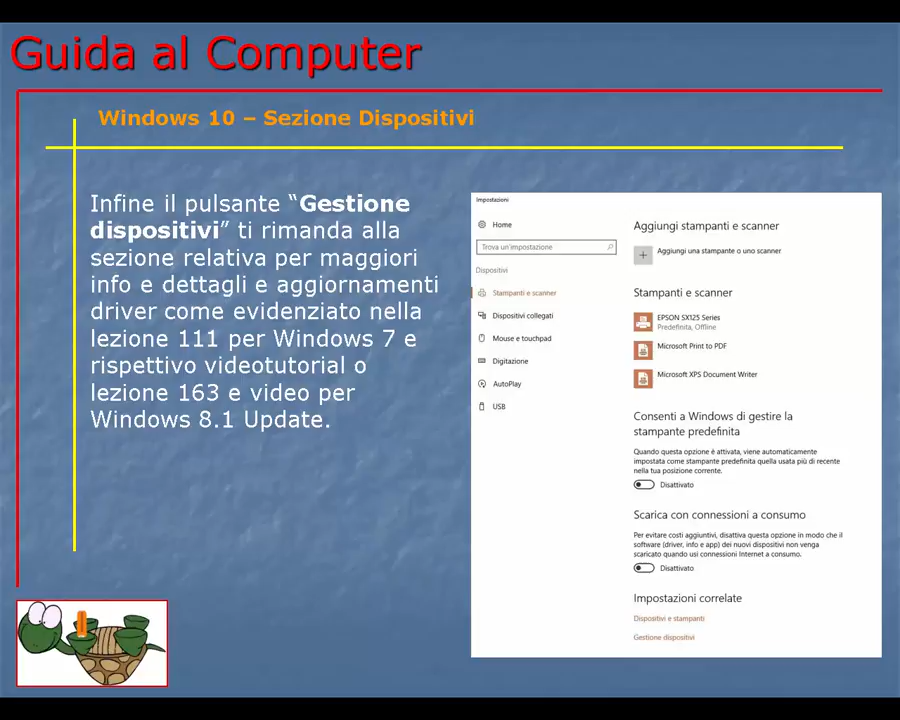 Guida al Computer
Windows 10 – Sezione Dispositivi
Infine il pulsante “Gestione
dispositivi” ti rimanda alla
sezione relativa per maggiori
info e dettagli e aggiornamenti
driver come evidenziato nella
lezione 111 per Windows 7 e
rispettivo videotutorial o
lezione 163 e video per
Windows 8.1 Update.
Impostazioni
Home
Trova un'impostazione
Dispositivi
Stampanti e scanner
Dispositivi collegati
Mouse e touchpad
Digitazione
AutoPlay
USB
Aggiungi stampanti e scanner
Aggiungi una stampante o uno scanner
Stampanti e scanner
EPSON SX125 Series
Predefinita, Offline
Microsoft Print to PDF
Microsoft XPS Document Writer
Consenti a Windows di gestire la
stampante predefinita
Quando questa opzione è attivata, viene automaticamente
impostata come stampante predefinita quella usata più di recente
nella tua posizione corrente.
Disattivato
Scarica con connessioni a consumo
Per evitare costi aggiuntivi, disattiva questa opzione in modo che il
software (driver, info e app) dei nuovi dispositivi non venga
scaricato quando usi connessioni Internet a consumo.
Disattivato
Impostazioni correlate
Dispositivi e stampanti
Gestione dispositivi